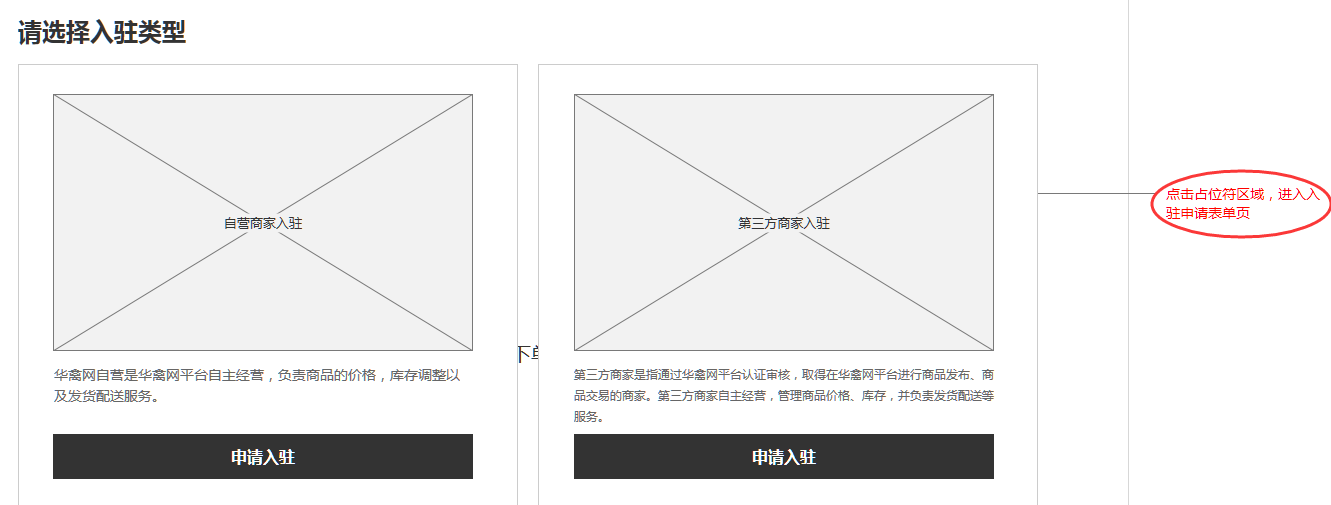 请选择入驻类型
自营商家入驻
华禽网自营是华禽网平台自主经营，负责商品的价格，库存调整以
及发货配送服务。
申请入驻
下单
第三方商家入驻
第三方商家是指通过华禽网平台认证审核，取得在华禽网平台进行商品发布、商
品交易的商家。第三方商家自主经营，管理商品价格、库存，并负责发货配送等
服务。
申请入驻
点击占位符区域，进入入
驻申请表单页